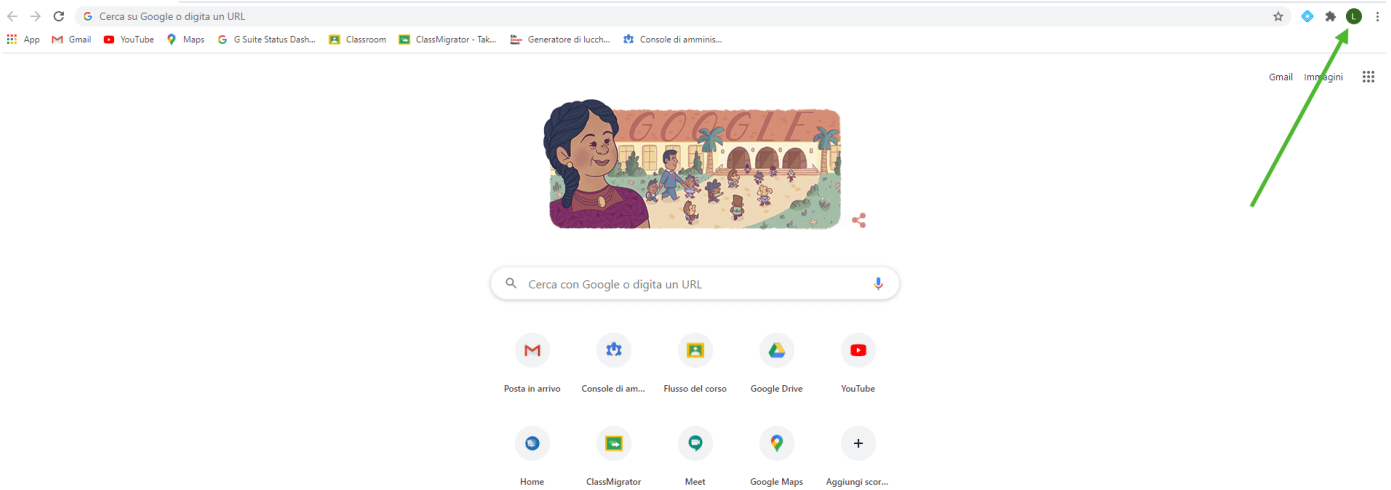 Cerca su Google o digita un URL
L
App Gmail YouTube Maps G Suite Status Dash... Classroom ClassMigrator - Tak... Generatore di lucch... Console di amminis...
Gmail Immagini
GOOGLE
Cerca con Google o digita un URL
Posta in arrivo Console di am... Flusso del corso Google Drive YouTube
Home ClassMigrator Meet Google Maps Aggiungi scor...